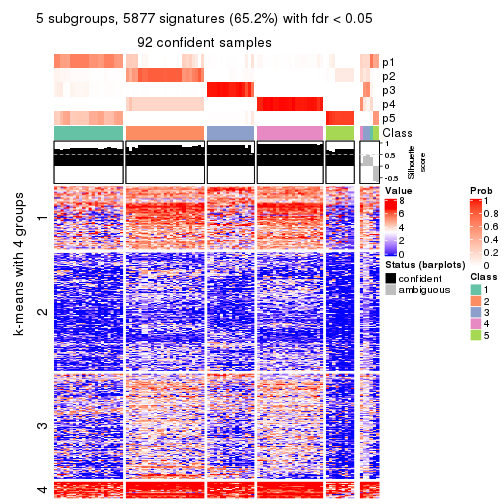 5 subgroups, 5877 signatures (65.2%) with fdr < 0.05
92 confident samples
p1
p2
p3
p4
p5
Class
1
0.5
0
-0.5
Silhouette
score
k-means with 4 groups
1
2
3
4
Value
8
6
4
2
0
Status (barplots)
confident
ambiguous
Prob
1
0.8
0.6
0.4
0.2
0
Class
1
2
3
4
5